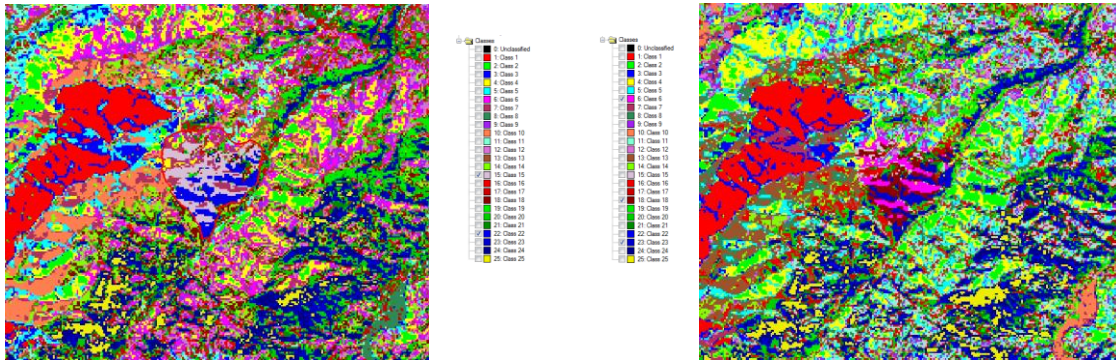 Classes
0: Unclassified
1: Class 1
2: Class 2
3: Class 3
4: Class 4
5: Class 5
6: Class 6
7: Class 7
8: Class 8
9: Class 9
10: Class 10
11: Class 11
12: Class 12
13: Class 13
14: Class 14
15: Class 15
16: Class 16
17: Class 17
18: Class 18
19: Class 19
20: Class 20
21: Class 21
22: Class 22
23: Class 23
24: Class 24
25: Class 25
Classes
0: Unclassified
1: Class 1
2: Class 2
3: Class 3
4: Class 4
5: Class 5
6: Class 6
7: Class 7
8: Class 8
9: Class 9
10: Class 10
11: Class 11
12: Class 12
13: Class 13
14: Class 14
15: Class 15
16: Class 16
17: Class 17
18: Class 18
19: Class 19
20: Class 20
21: Class 21
22: Class 22
23: Class 23
24: Class 24
25: Class 25